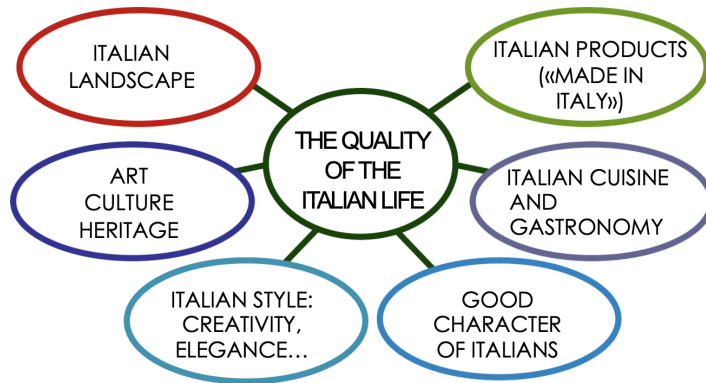 ITALIAN
LANDSCAPE
ITALIAN PRODUCTS
(«MADE IN
ITALY»)
THE QUALITY
OF THE
ITALIAN LIFE
ART
CULTURE
HERITAGE
ITALIAN CUISINE
AND
GASTRONOMY
ITALIAN STYLE:
CREATIVITY,
ELEGANCE…
GOOD
CHARACTER
OF ITALIANS